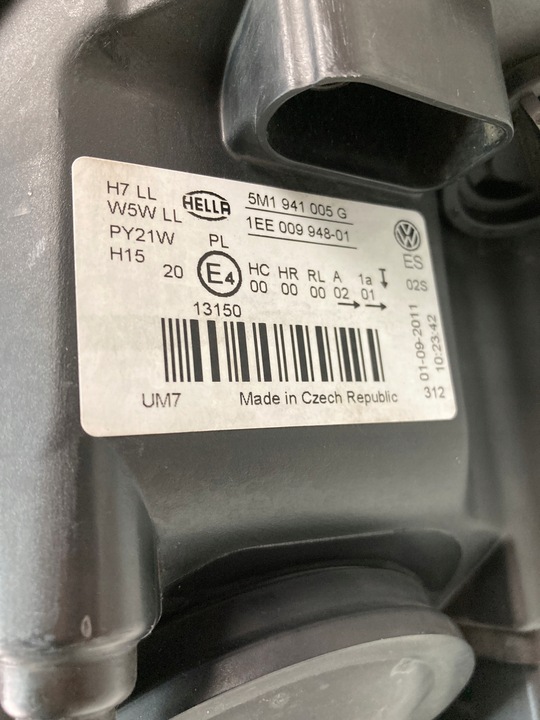 H7 LL
W5W LL
PY21W
H15
HELLA
5M1 941 005 G
1EE 009 948-01
PL
20
E4
HC HR RL A 1a
00 00 00 02 01
13150
UM7
Made in Czech Republic
VW
ES
02S
01-09-2011
10:23:42
312